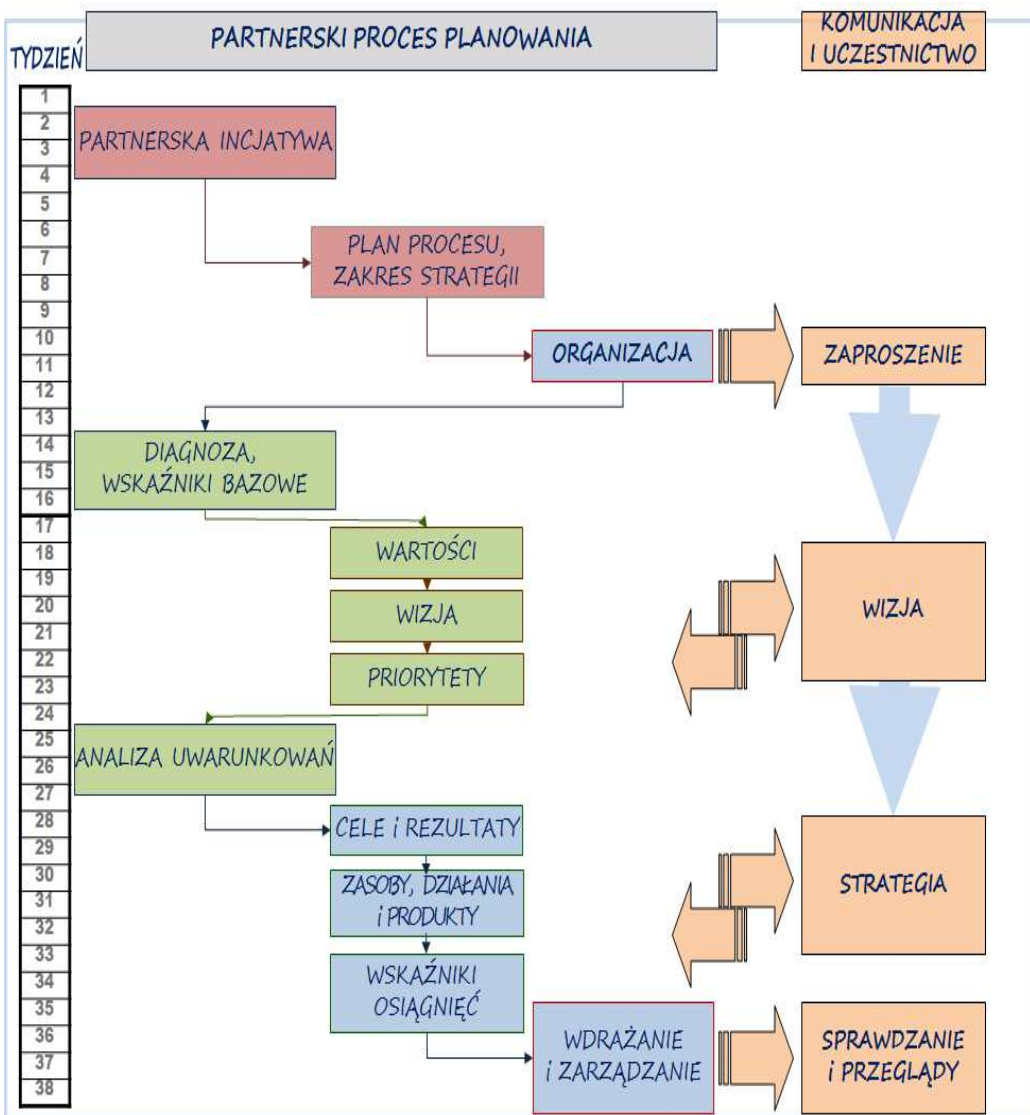 PARTNERSKI PROCES PLANOWANIA
KOMUNIKACJA
I UCZESTNICTWO
TYDZIEŃ
1
2
3
4
5
6
7
8
9
10
11
12
13
14
15
16
17
18
19
20
21
22
23
24
25
26
27
28
29
30
31
32
33
34
35
36
37
38
PARTNERSKA INCJATYWA
PLAN PROCESU,
ZAKRES STRATEGII
ORGANIZACJA
ZAPROSZENIE
DIAGNOZA,
WSKAŹNIKI BAZOWE
WARTOŚCI
WIZJA
PRIORYTETY
WIZJA
ANALIZA UWARUNKOWAŃ
CELE i REZULTATY
ZASOBY, DZIAŁANIA
i PRODUKTY
STRATEGIA
WSKAŹNIKI
OSIĄGNIĘĆ
WDRAŻANIE
i ZARZĄDZANIE
SPRAWDZANIE
i PRZEGLĄDY